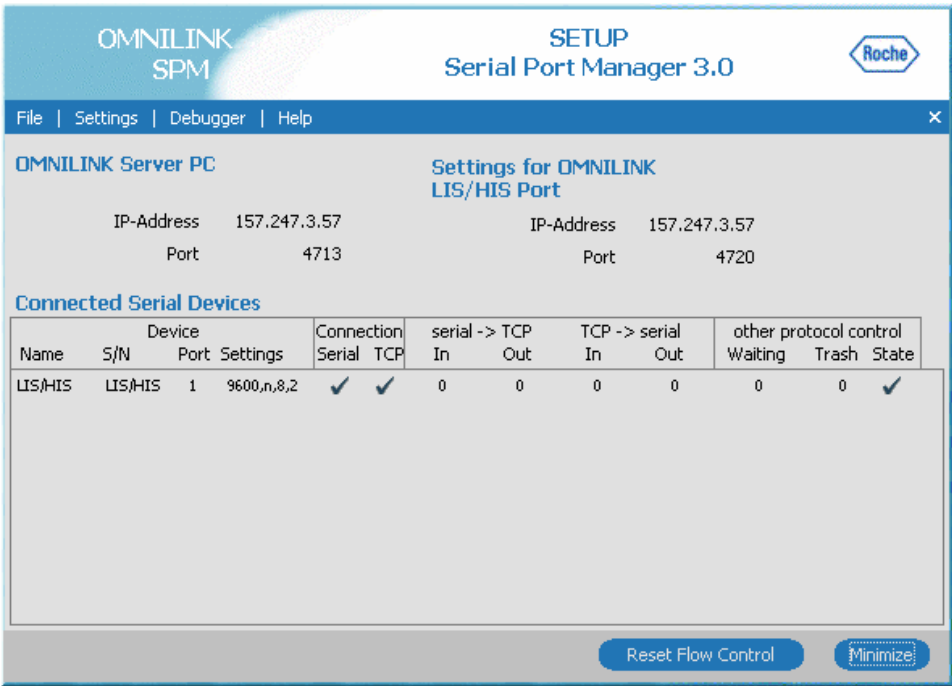 OMNILINK
SPM
SETUP
Serial Port Manager 3.0
Roche
File | Settings | Debugger | Help
OMNILINK Server PC
IP-Address 157.247.3.57
Port 4713
Settings for OMNILINK
LIS/HIS Port
IP-Address 157.247.3.57
Port 4720
Connected Serial Devices
Device Connection serial -> TCP TCP -> serial other protocol control
Name S/N Port Settings Serial TCP In Out In Out Waiting Trash State
LIS/HIS LIS/HIS 1 9600,n,8,2 ✓ ✓ 0 0 0 0 0 0 ✓
Reset Flow Control Minimize